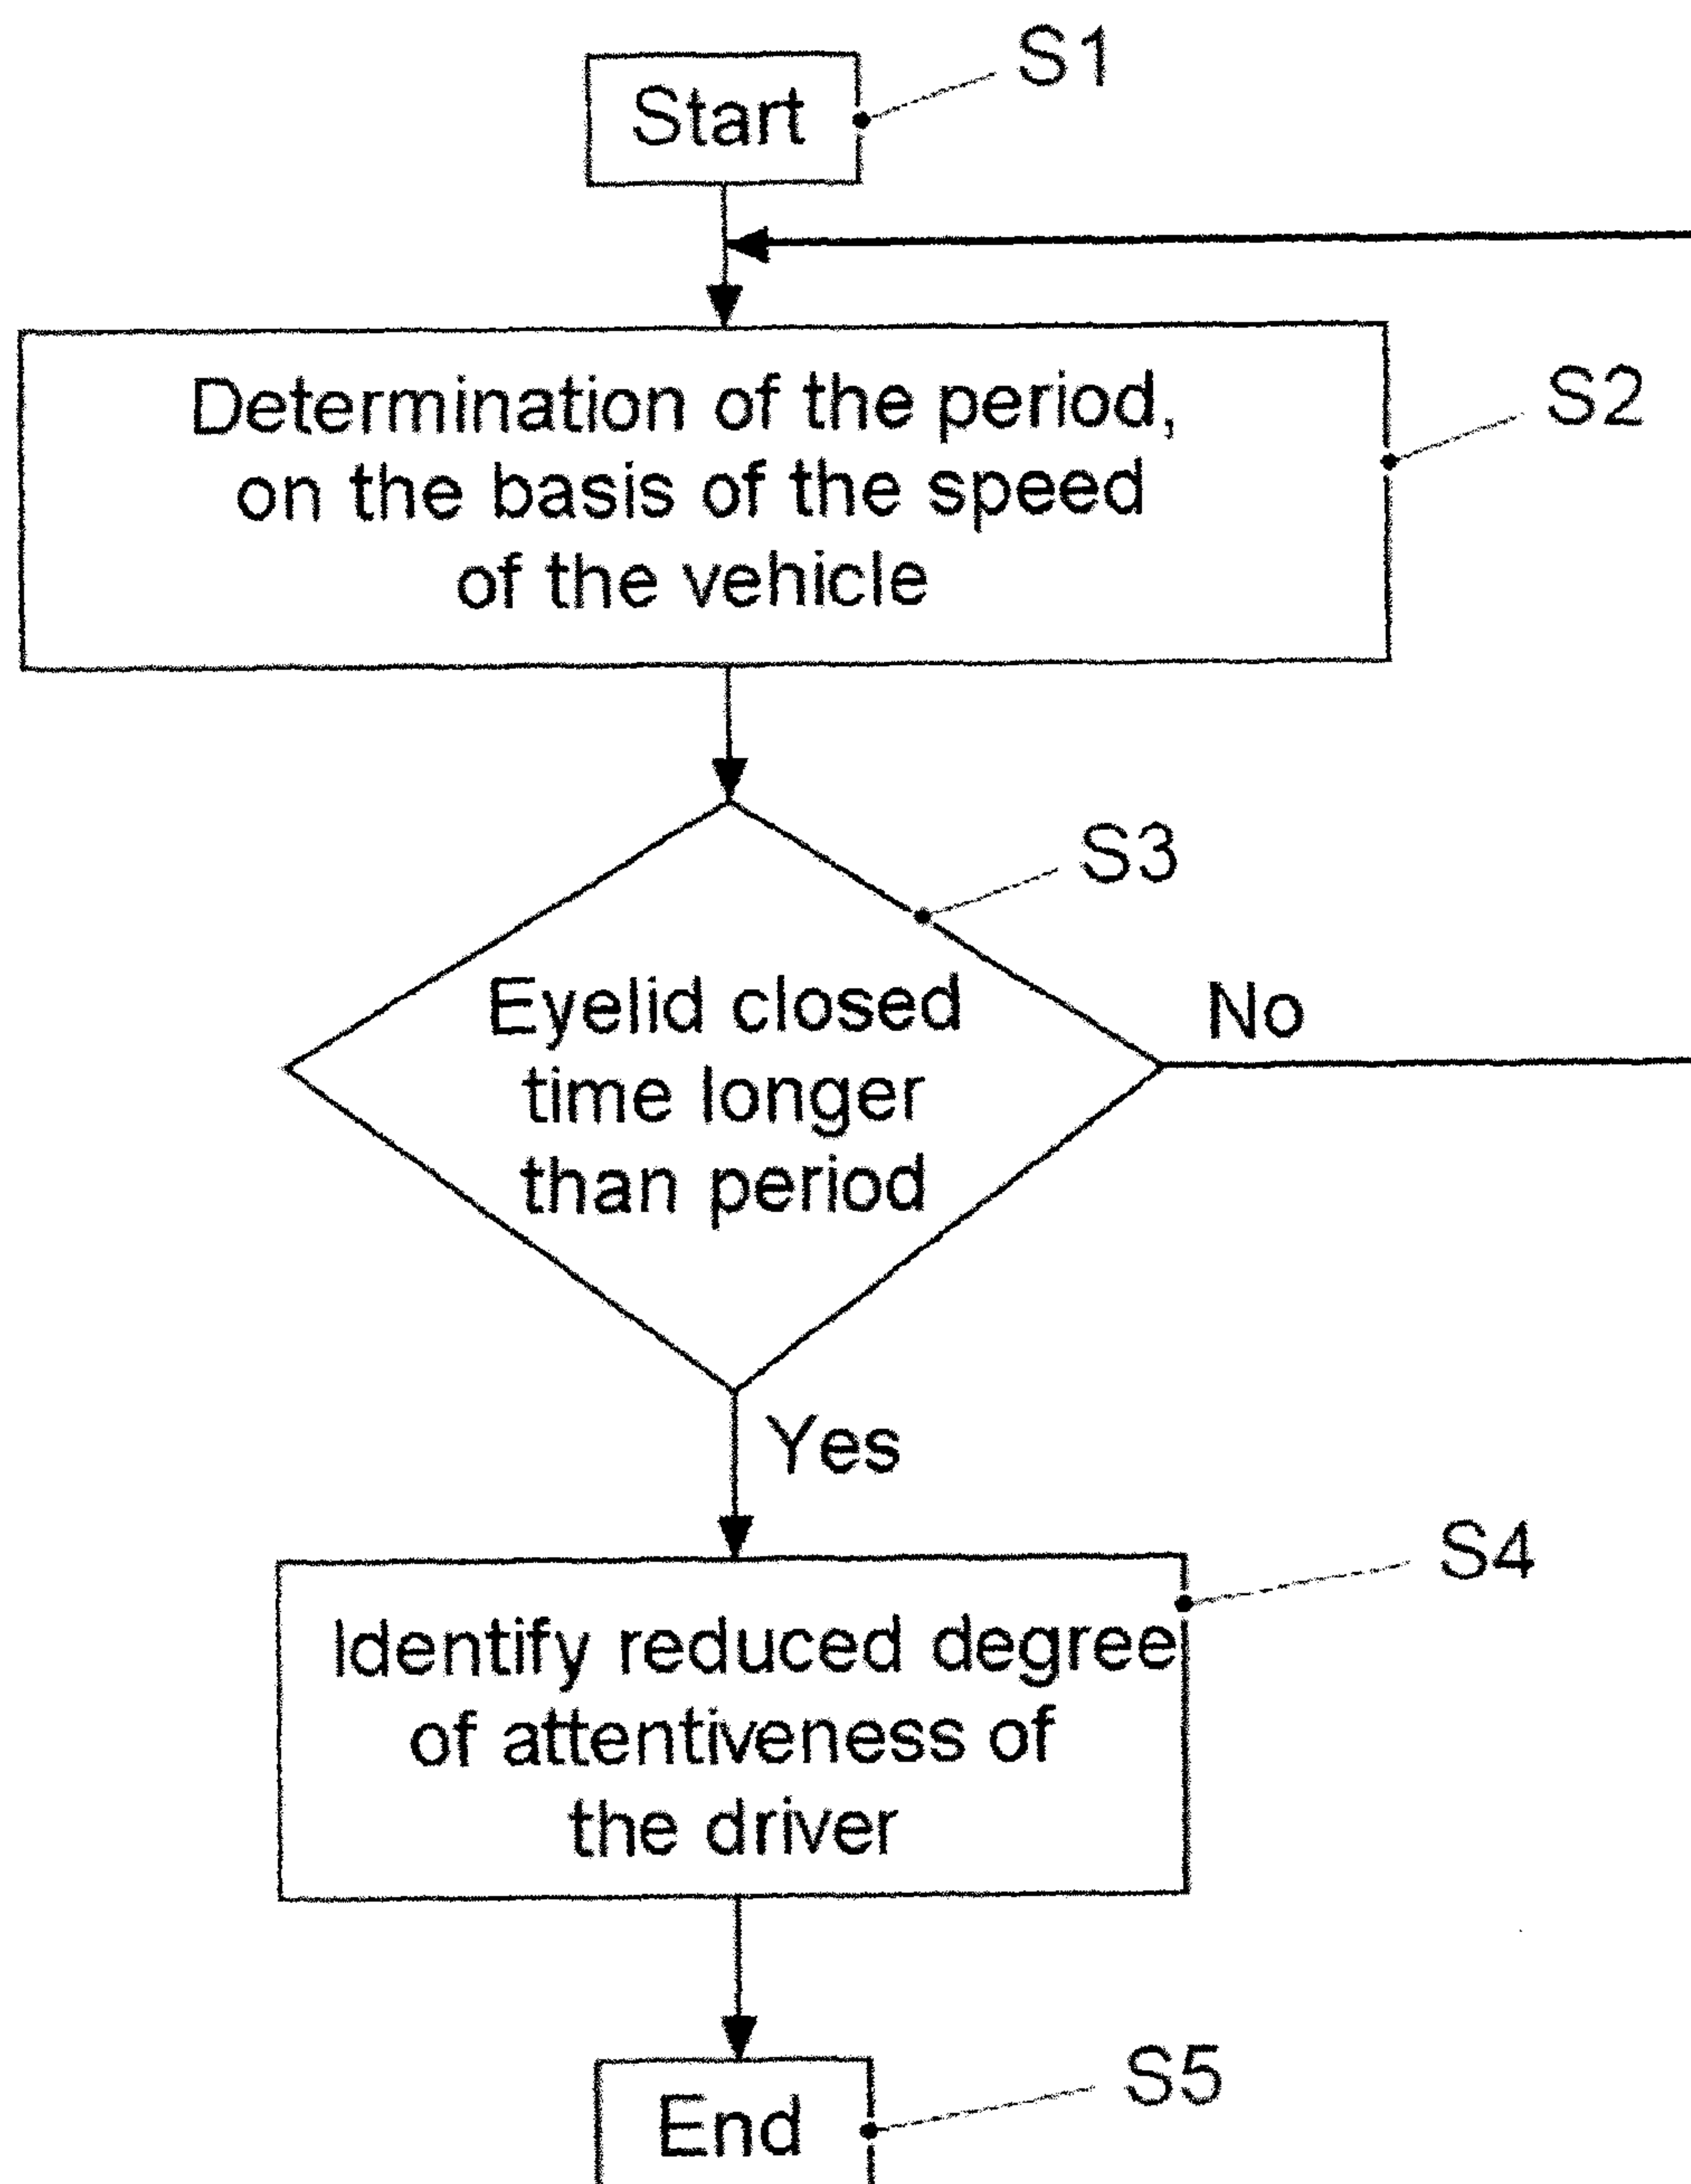 S1
Start
Determination of the period,
on the basis of the speed
of the vehicle
S2
S3
Eyelid closed
time longer
than period
No
Yes
S4
Identify reduced degree
of attentiveness of
the driver
S5
End